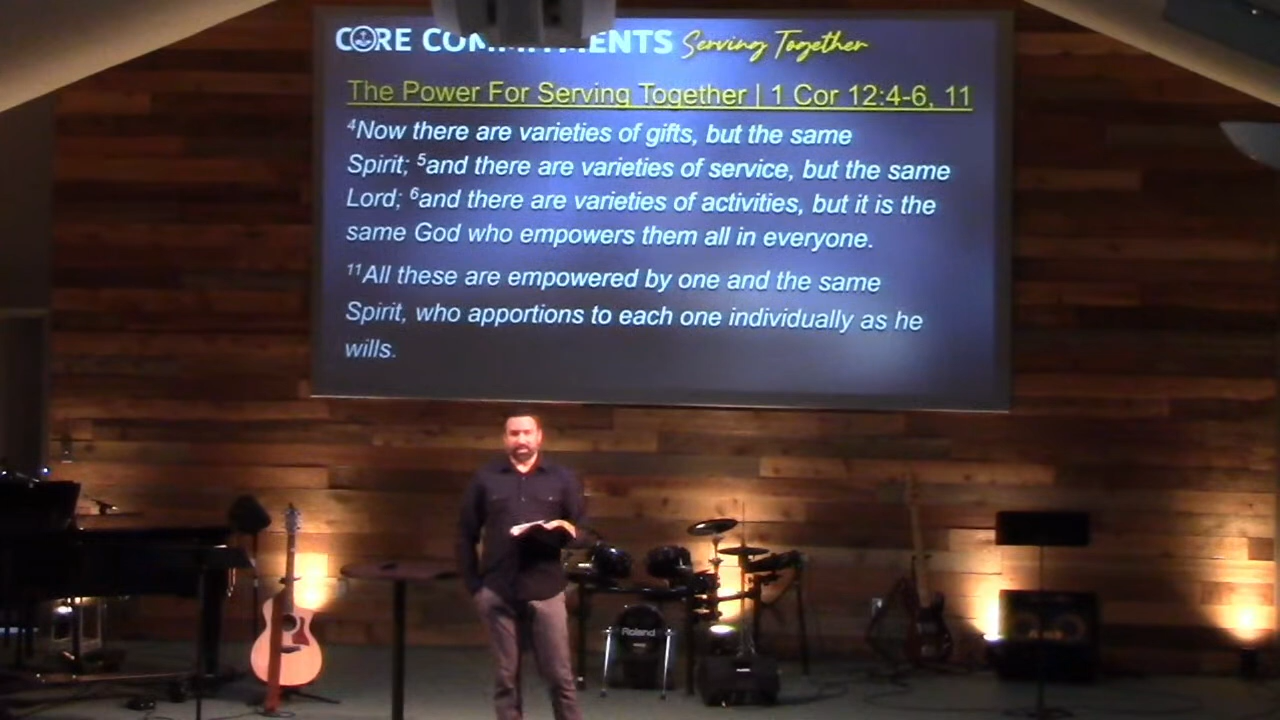 CORE COMMITMENTS Serving Together
The Power For Serving Together | 1 Cor 12:4-6, 11
4Now there are varieties of gifts, but the same
Spirit; 5and there are varieties of service, but the same
Lord; 6and there are varieties of activities, but it is the
same God who empowers them all in everyone.
11All these are empowered by one and the same
Spirit, who apportions to each one individually as he
wills.
Roland